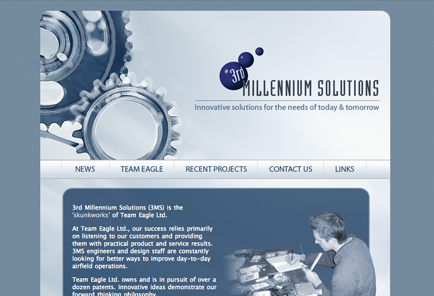 3rd MILLENNIUM SOLUTIONS
Innovative solutions for the needs of today & tomorrow
NEWS TEAM EAGLE RECENT PROJECTS CONTACT US LINKS
3rd Millennium Solutions (3MS) is the
'skunkworks' of Team Eagle Ltd.
At Team Eagle Ltd., our success relies primarily
on listening to our customers and providing
them with practical product and service results.
3MS engineers and design staff are constantly
looking for better ways to improve day-to-day
airfield operations.
Team Eagle Ltd. owns and is in pursuit of over a
dozen patents. Innovative ideas demonstrate our
forward thinking philosophy.